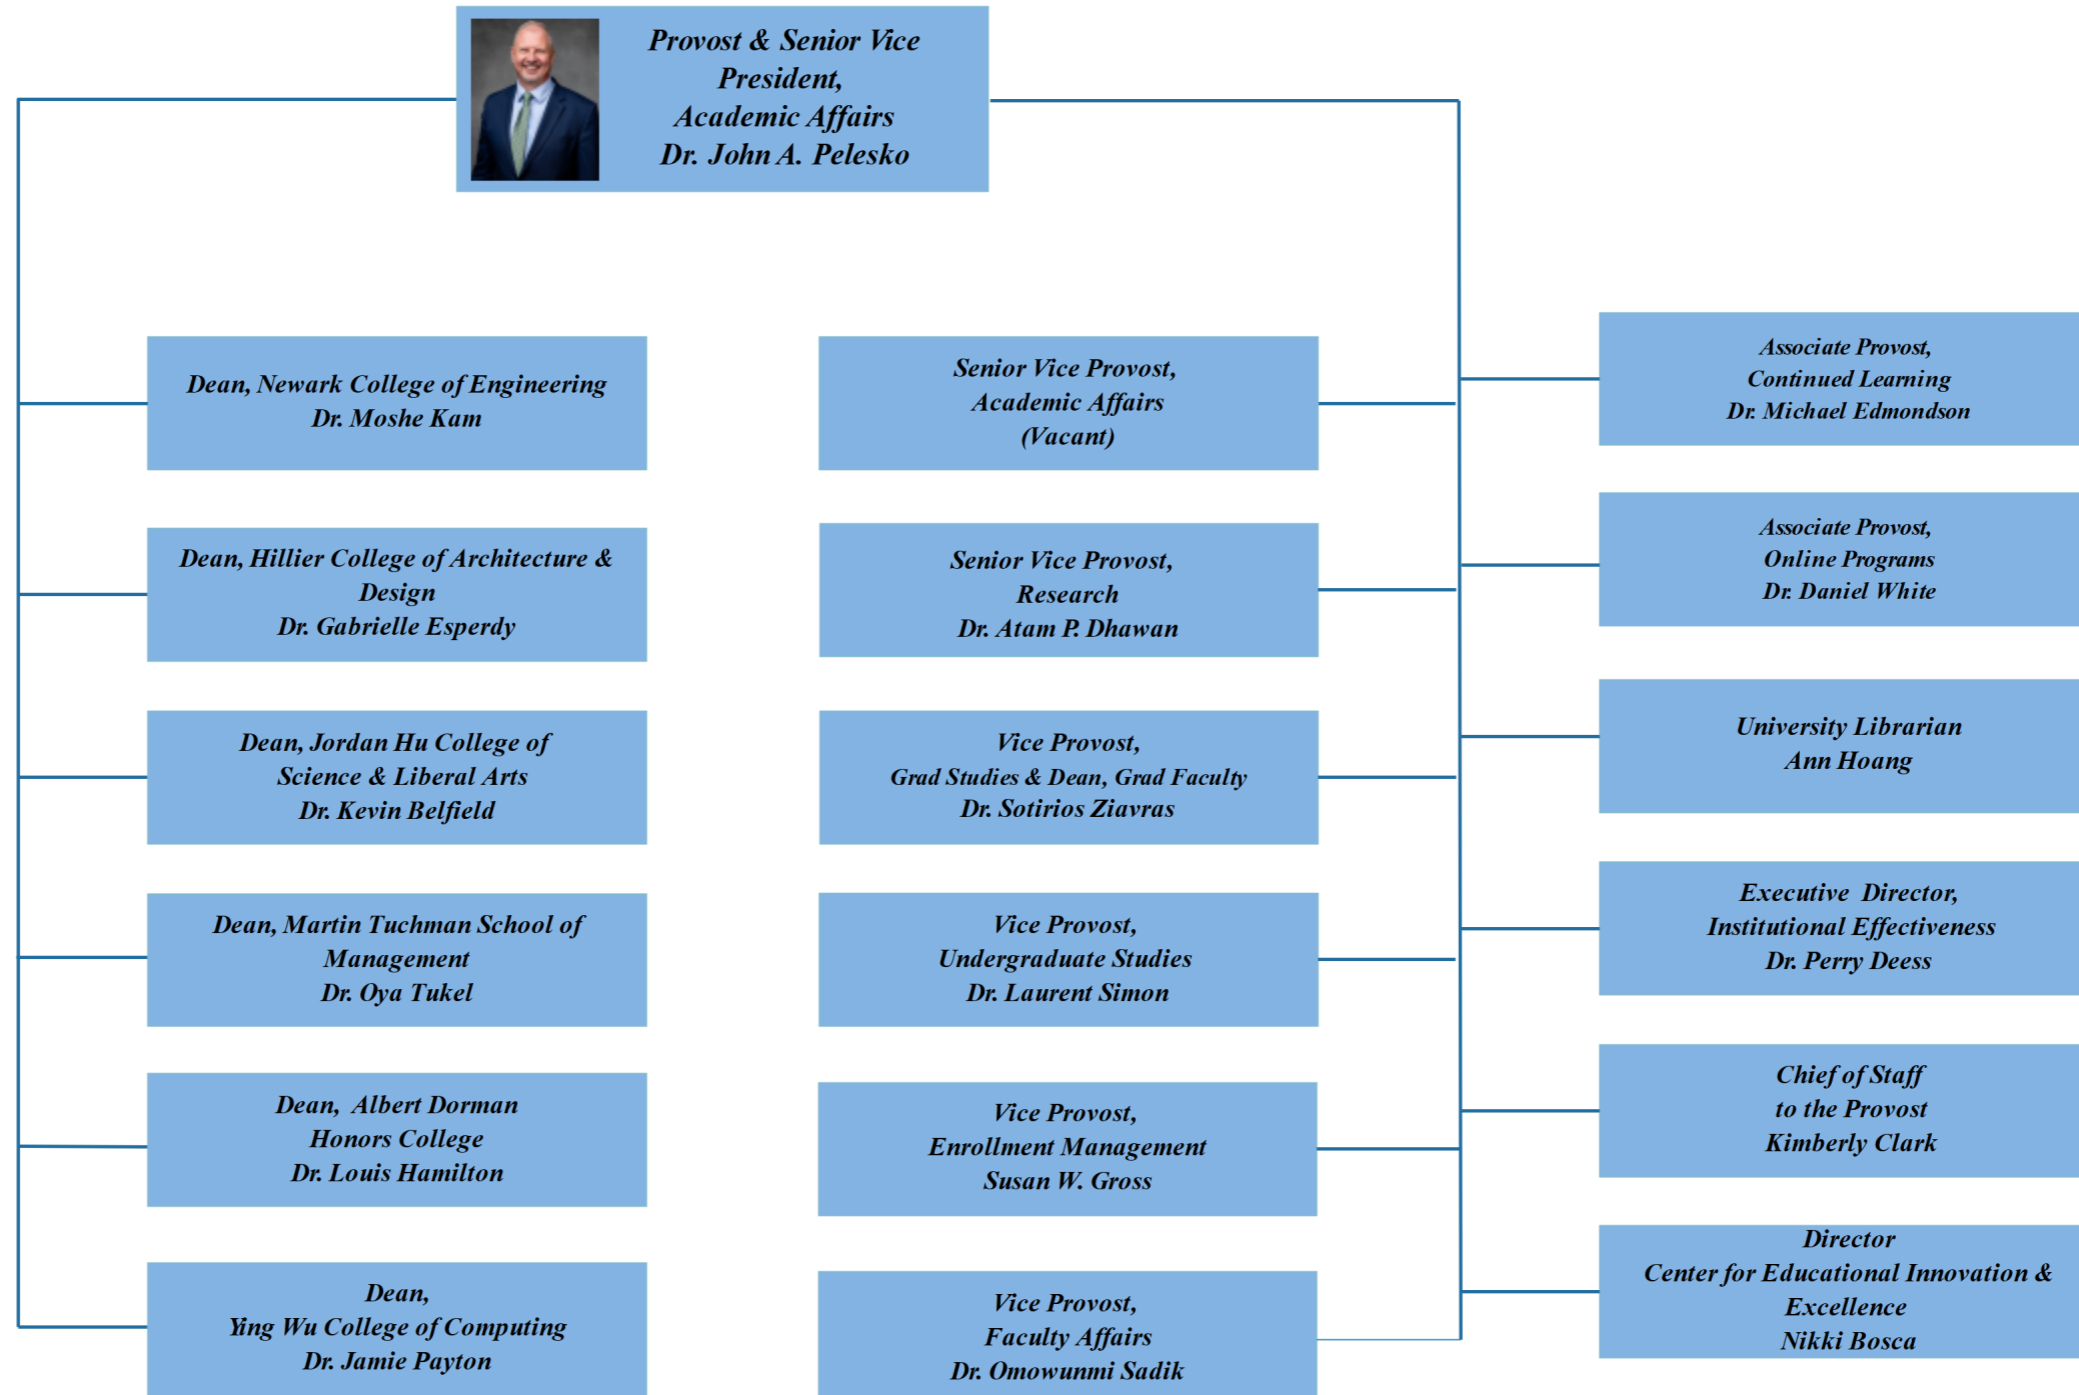 Provost & Senior Vice
President,
Academic Affairs
Dr. John A. Pelesko
Dean, Newark College of Engineering
Dr. Moshe Kam
Dean, Hillier College of Architecture &
Design
Dr. Gabrielle Esperdy
Dean, Jordan Hu College of
Science & Liberal Arts
Dr. Kevin Belfield
Dean, Martin Tuchman School of
Management
Dr. Oya Tukel
Dean, Albert Dorman
Honors College
Dr. Louis Hamilton
Dean,
Ying Wu College of Computing
Dr. Jamie Payton
Senior Vice Provost,
Academic Affairs
(Vacant)
Senior Vice Provost,
Research
Dr. Atam P. Dhawan
Vice Provost,
Grad Studies & Dean, Grad Faculty
Dr. Sotirios Ziavras
Vice Provost,
Undergraduate Studies
Dr. Laurent Simon
Vice Provost,
Enrollment Management
Susan W. Gross
Vice Provost,
Faculty Affairs
Dr. Omowunmi Sadik
Associate Provost,
Continued Learning
Dr. Michael Edmondson
Associate Provost,
Online Programs
Dr. Daniel White
University Librarian
Ann Hoang
Executive Director,
Institutional Effectiveness
Dr. Perry Deess
Chief of Staff
to the Provost
Kimberly Clark
Director
Center for Educational Innovation &
Excellence
Nikki Bosca